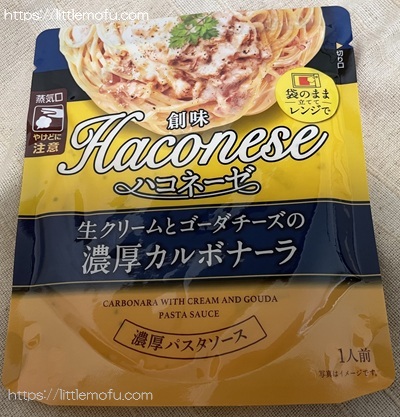 https://littlemofu.com
切り口
蒸気口
やけどに
注意
袋のまま
立てて
レンジで
創味
Haconese
ハコネーゼ
生クリームとゴーダチーズの
濃厚カルボナーラ
CARBONARA WITH CREAM AND GOUDA
PASTA SAUCE
濃厚パスタソース
1人前
写真はイメージです。
https://littlemofu.com